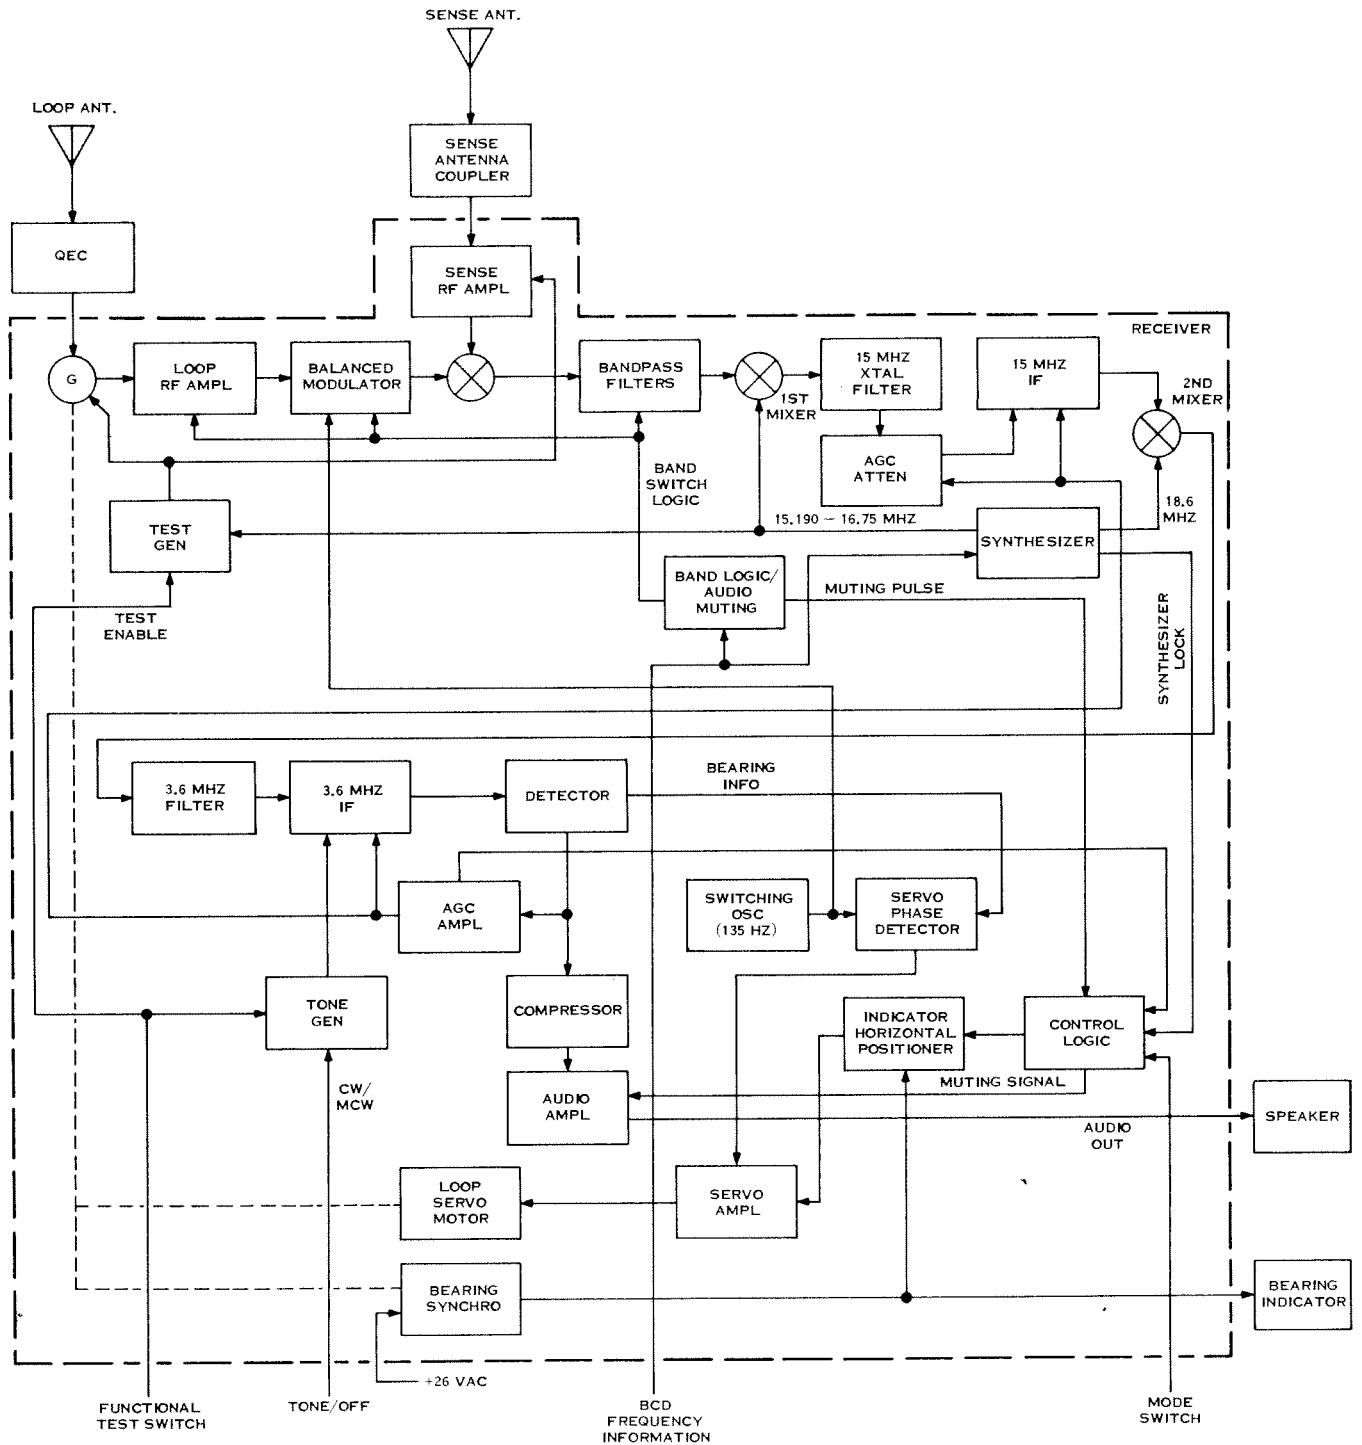 SENSE ANT.
LOOP ANT.
SENSE
ANTENNA
COUPLER
QEC
SENSE
RF AMPL
RECEIVER
G
LOOP
RF AMPL
BALANCED
MODULATOR
BANDPASS
FILTERS
1ST
MIXER
15 MHZ
XTAL
FILTER
15 MHZ
IF
2ND
MIXER
AGC
ATTEN
BAND
SWITCH
LOGIC
18.6
MHZ
TEST
GEN
15.190 - 16.75 MHZ
SYNTHESIZER
BAND LOGIC/
AUDIO
MUTING
MUTING PULSE
TEST
ENABLE
SYNTHESIZER
LOCK
3.6 MHZ
FILTER
3.6 MHZ
IF
DETECTOR
BEARING
INFO
AGC
AMPL
SWITCHING
OSC
(135 HZ)
SERVO
PHASE
DETECTOR
TONE
GEN
COMPRESSOR
INDICATOR
HORIZONTAL
POSITIONER
CONTROL
LOGIC
CW/
MCW
AUDIO
AMPL
MUTING SIGNAL
AUDIO
OUT
SPEAKER
LOOP
SERVO
MOTOR
SERVO
AMPL
BEARING
SYNCHRO
BEARING
INDICATOR
+26 VAC
FUNCTIONAL
TEST SWITCH
TONE/OFF
BCD
FREQUENCY
INFORMATION
MODE
SWITCH